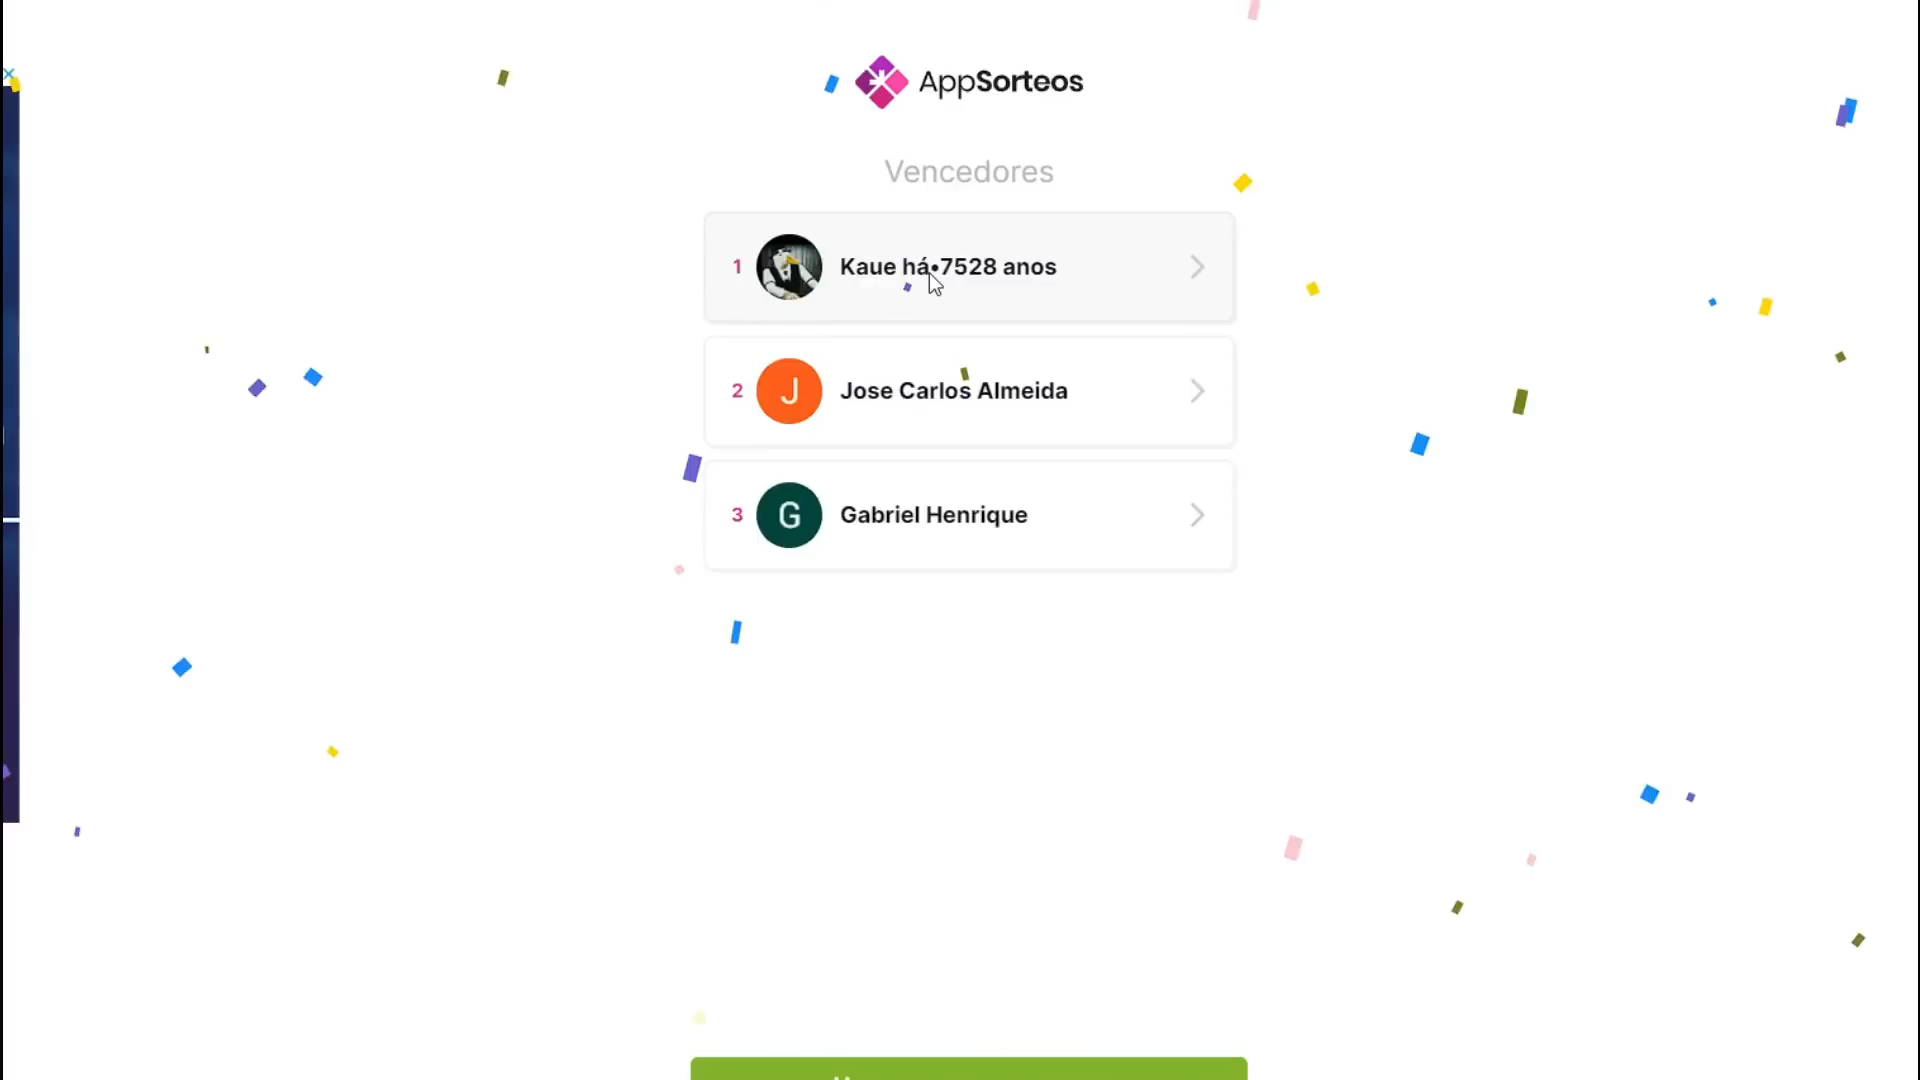 AppSorteos
Vencedores
1 Kaue há•7528 anos
2 J Jose Carlos Almeida
3 G Gabriel Henrique